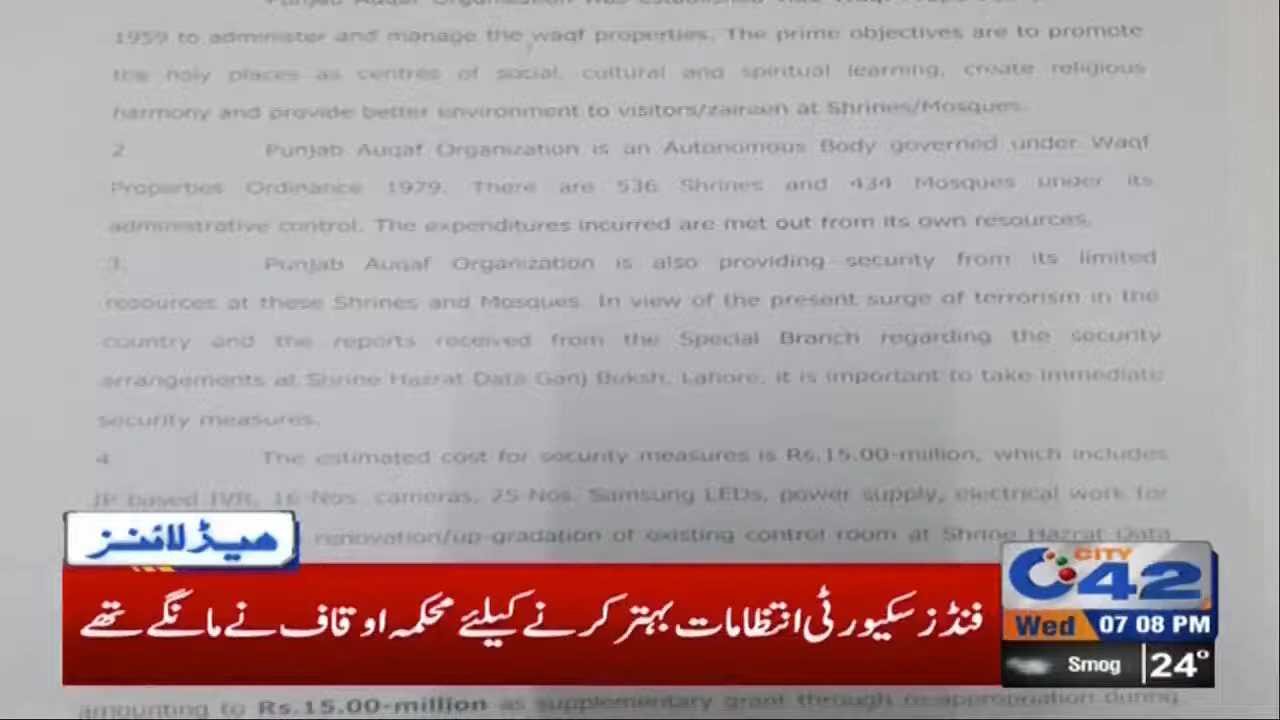 1959 to administer and manage the waqf properties. The prime objectives are to promote
the holy places as centres of social, cultural and spiritual learning, create religious
harmony and provide better environment to visitors/zaireen at Shrines/Mosques.
2 Punjab Auqaf Organization is an Autonomous Body governed under Waqf
Properties Ordinance 1979. There are 536 Shrines and 434 Mosques under its
administrative control. The expenditures incurred are met out from its own resources.
3. Punjab Auqaf Organization is also providing security from its limited
resources at these Shrines and Mosques. In view of the present surge of terrorism in the
country and the reports received from the Special Branch regarding the security
arrangements at Shrine Hazrat Data Ganj Buksh, Lahore, it is important to take immediate
security measures.
4 The estimated cost for security measures is Rs.15.00-million, which includes
IP based IVR, 16 Nos. cameras, 25 Nos. Samsung LEDs, power supply, electrical work for
renovation/up-gradation of existing control room at Shrine Hazrat Data
ہیڈ لائنز
فنڈز سکیورٹی انتظامات بہتر کرنے کیلئے محکمہ اوقاف نے مانگے تھے
CITY
42
Wed 07 08 PM
Smog 24°
amounting to Rs.15.00-million as supplementary grant through re-appropriation during